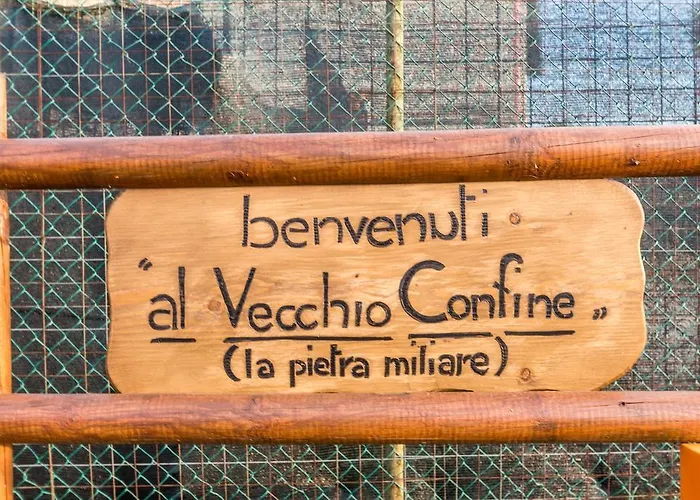 benvenuti
"al Vecchio Confine„
(la pietra miliare)